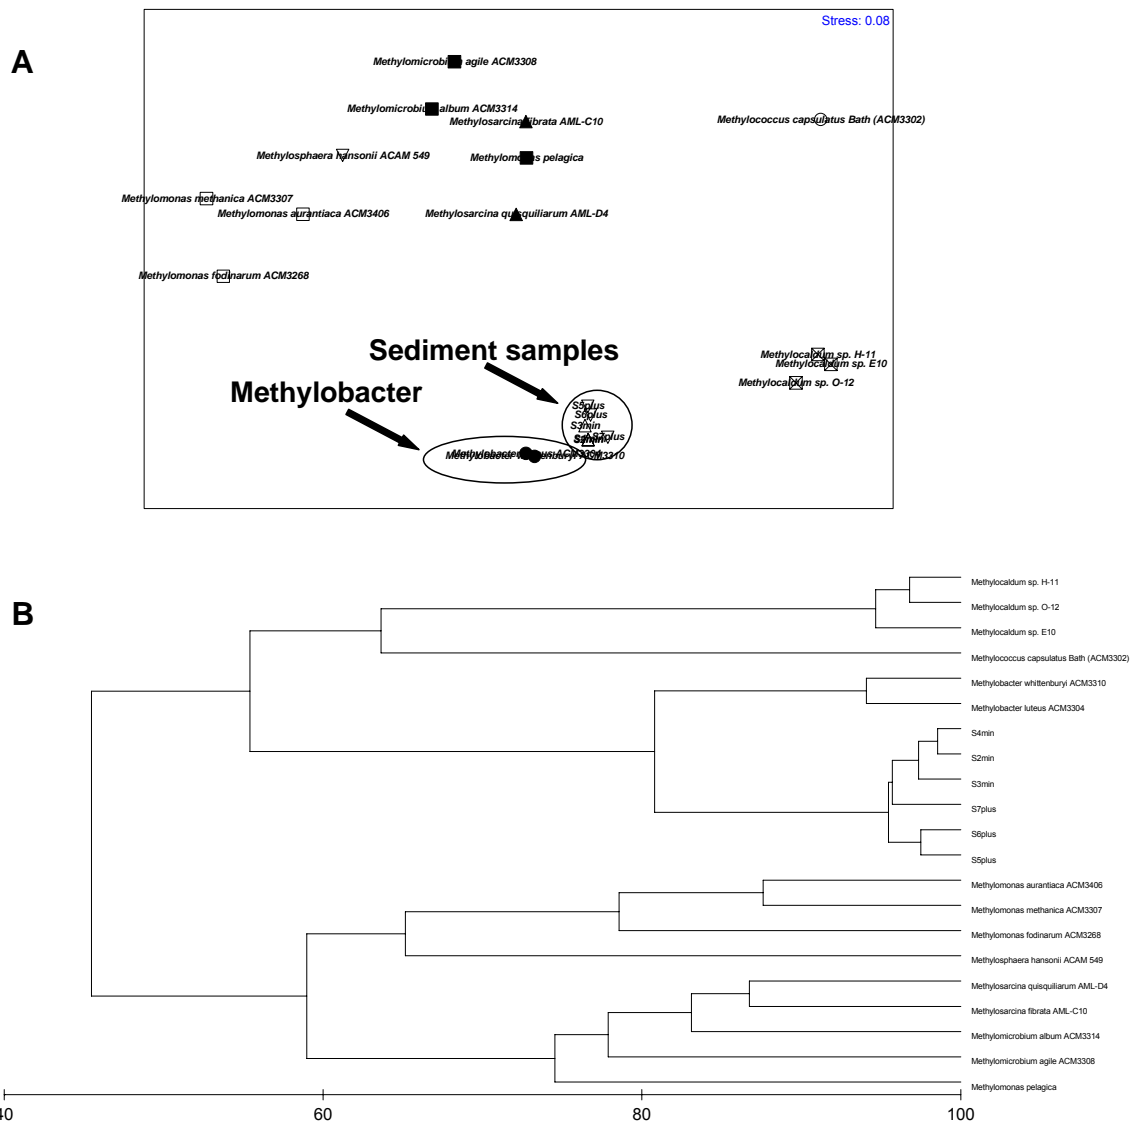 Stress: 0.08
A
Methylomicrobium agile ACM3308
Methylomicrobium album ACM3314
Methylosarcina fibrata AML-C10
Methylococcus capsulatus Bath (ACM3302)
Methylosphaera hansonii ACAM 549
Methylomonas pelagica
Methylomonas methanica ACM3307
Methylomonas aurantiaca ACM3406
Methylosarcina quisquiliarum AML-D4
Methylomonas fodinarum ACM3268
Sediment samples
Methylocaldum sp. H-11
Methylocaldum sp. E10
Methylocaldum sp. O-12
Methylobacter
S5plus
S6plus
S3min
S7plus
B
Methylocaldum sp. H-11
Methylocaldum sp. O-12
Methylocaldum sp. E10
Methylococcus capsulatus Bath (ACM3302)
Methylobacter whittenburyi ACM3310
Methylobacter luteus ACM3304
S4min
S2min
S3min
S7plus
S6plus
S5plus
Methylomonas aurantiaca ACM3406
Methylomonas methanica ACM3307
Methylomonas fodinarum ACM3268
Methylosphaera hansonii ACAM 549
Methylosarcina quisquiliarum AML-D4
Methylosarcina fibrata AML-C10
Methylomicrobium album ACM3314
Methylomicrobium agile ACM3308
Methylomonas pelagica
40 60 80 100